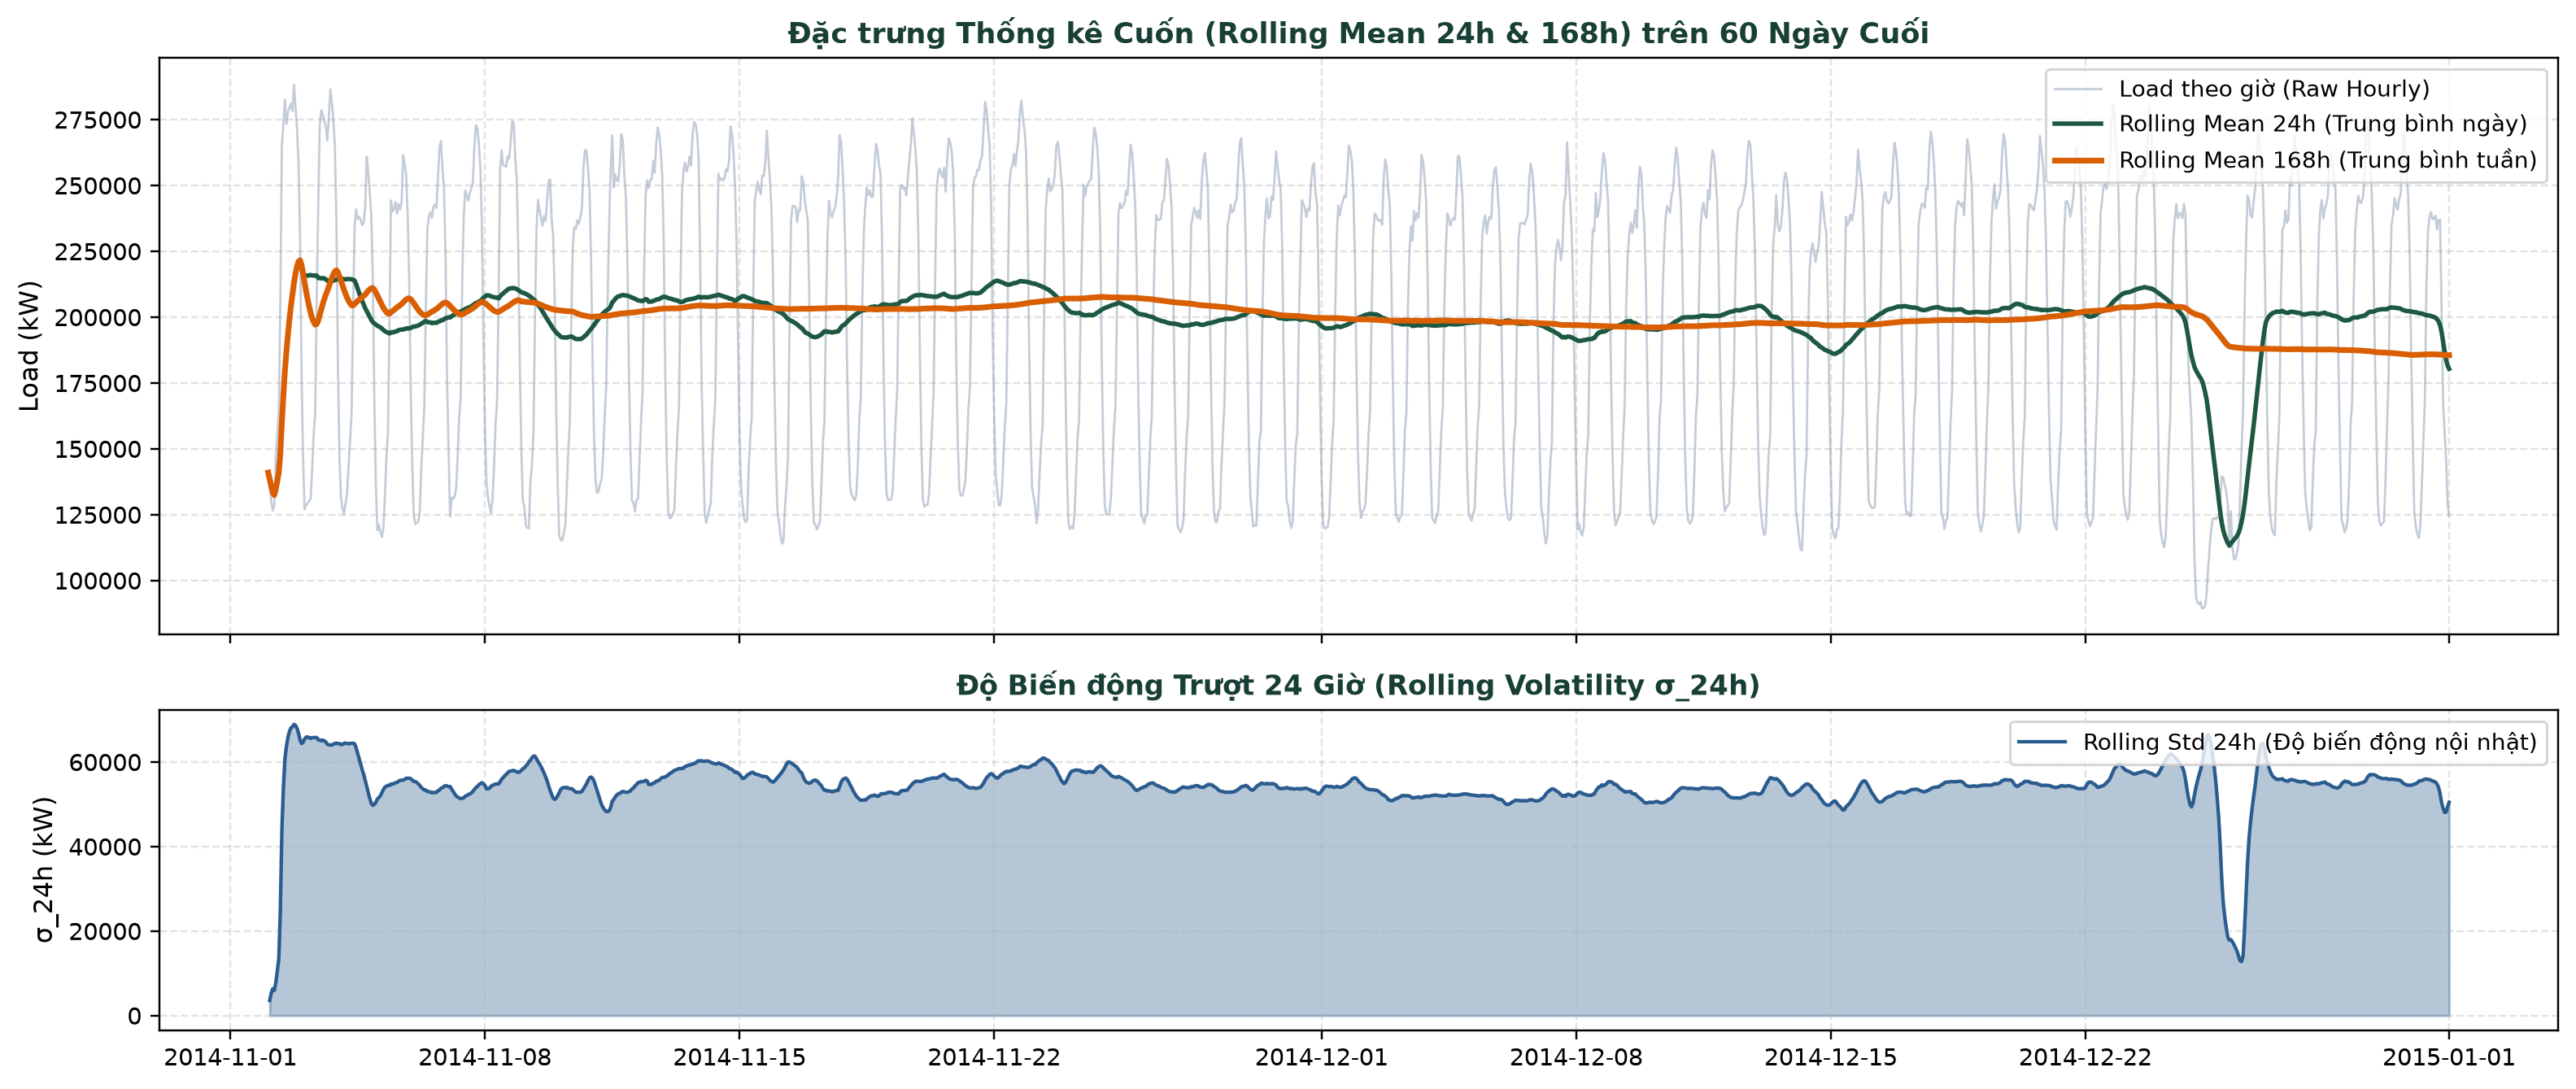 Đặc trưng Thống kê Cuốn (Rolling Mean 24h & 168h) trên 60 Ngày Cuối
Load theo giờ (Raw Hourly)
Rolling Mean 24h (Trung bình ngày)
Rolling Mean 168h (Trung bình tuần)
Load (kW)
275000
250000
225000
200000
175000
150000
125000
100000
Độ Biến động Trượt 24 Giờ (Rolling Volatility σ_24h)
Rolling Std 24h (Độ biến động nội nhật)
σ_24h (kW)
60000
40000
20000
0
2014-11-01 2014-11-08 2014-11-15 2014-11-22 2014-12-01 2014-12-08 2014-12-15 2014-12-22 2015-01-01